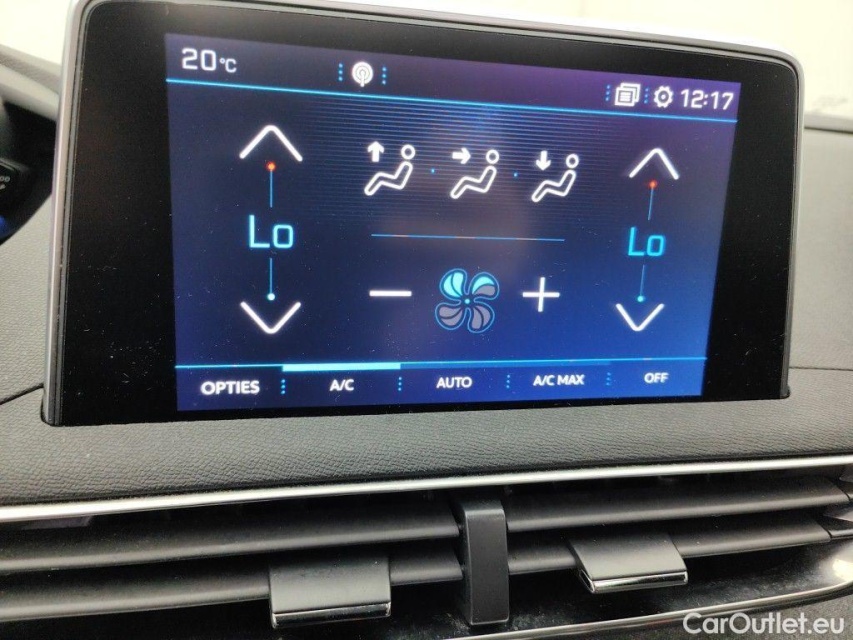 20°C 12:17
Lo Lo
OPTIES A/C AUTO A/C MAX OFF
CarOutlet.eu